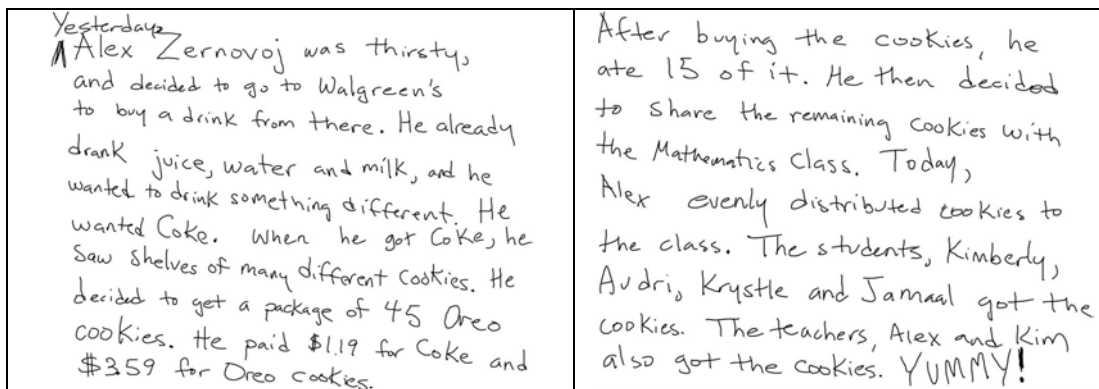 Yesterday,
Alex Zernovoj was thirsty,
and decided to go to Walgreen's
to buy a drink from there. He already
drank juice, water and milk, and he
wanted to drink something different. He
wanted Coke. When he got Coke, he
saw shelves of many different cookies. He
decided to get a package of 45 Oreo
cookies. He paid $1.19 for Coke and
$3.59 for Oreo cookies.
After buying the cookies, he
ate 15 of it. He then decided
to share the remaining cookies with
the Mathematics Class. Today,
Alex evenly distributed cookies to
the class. The students, Kimberly,
Audri, Krystle and Jamaal got the
cookies. The teachers, Alex and Kim
also got the cookies. YUMMY!